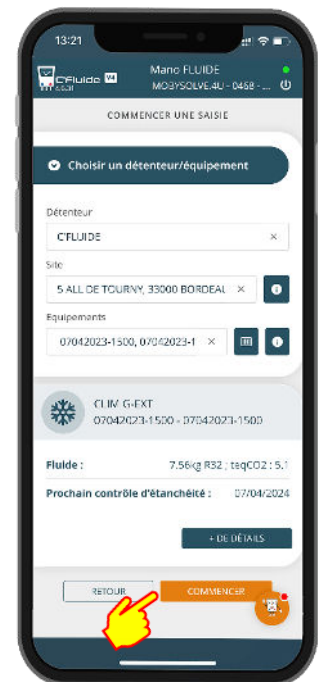 13:21
C'Fluide V4
Mano FLUIDE
MOBYSOLVE.4U - 0468 - ...
COMMENCER UNE SAISIE
Choisir un détenteur/équipement
Détenteur
C'FLUIDE ×
Site
5 ALL DE TOURNY, 33000 BORDEAU ×
Equipements
07042023-1500, 07042023-1 ×
CLIM G-EXT
07042023-1500 - 07042023-1500
Fluide : 7.56kg R32 ; teqCO2 : 5.1
Prochain contrôle d'étanchéité : 07/04/2024
+ DE DÉTAILS
RETOUR COMMENCER